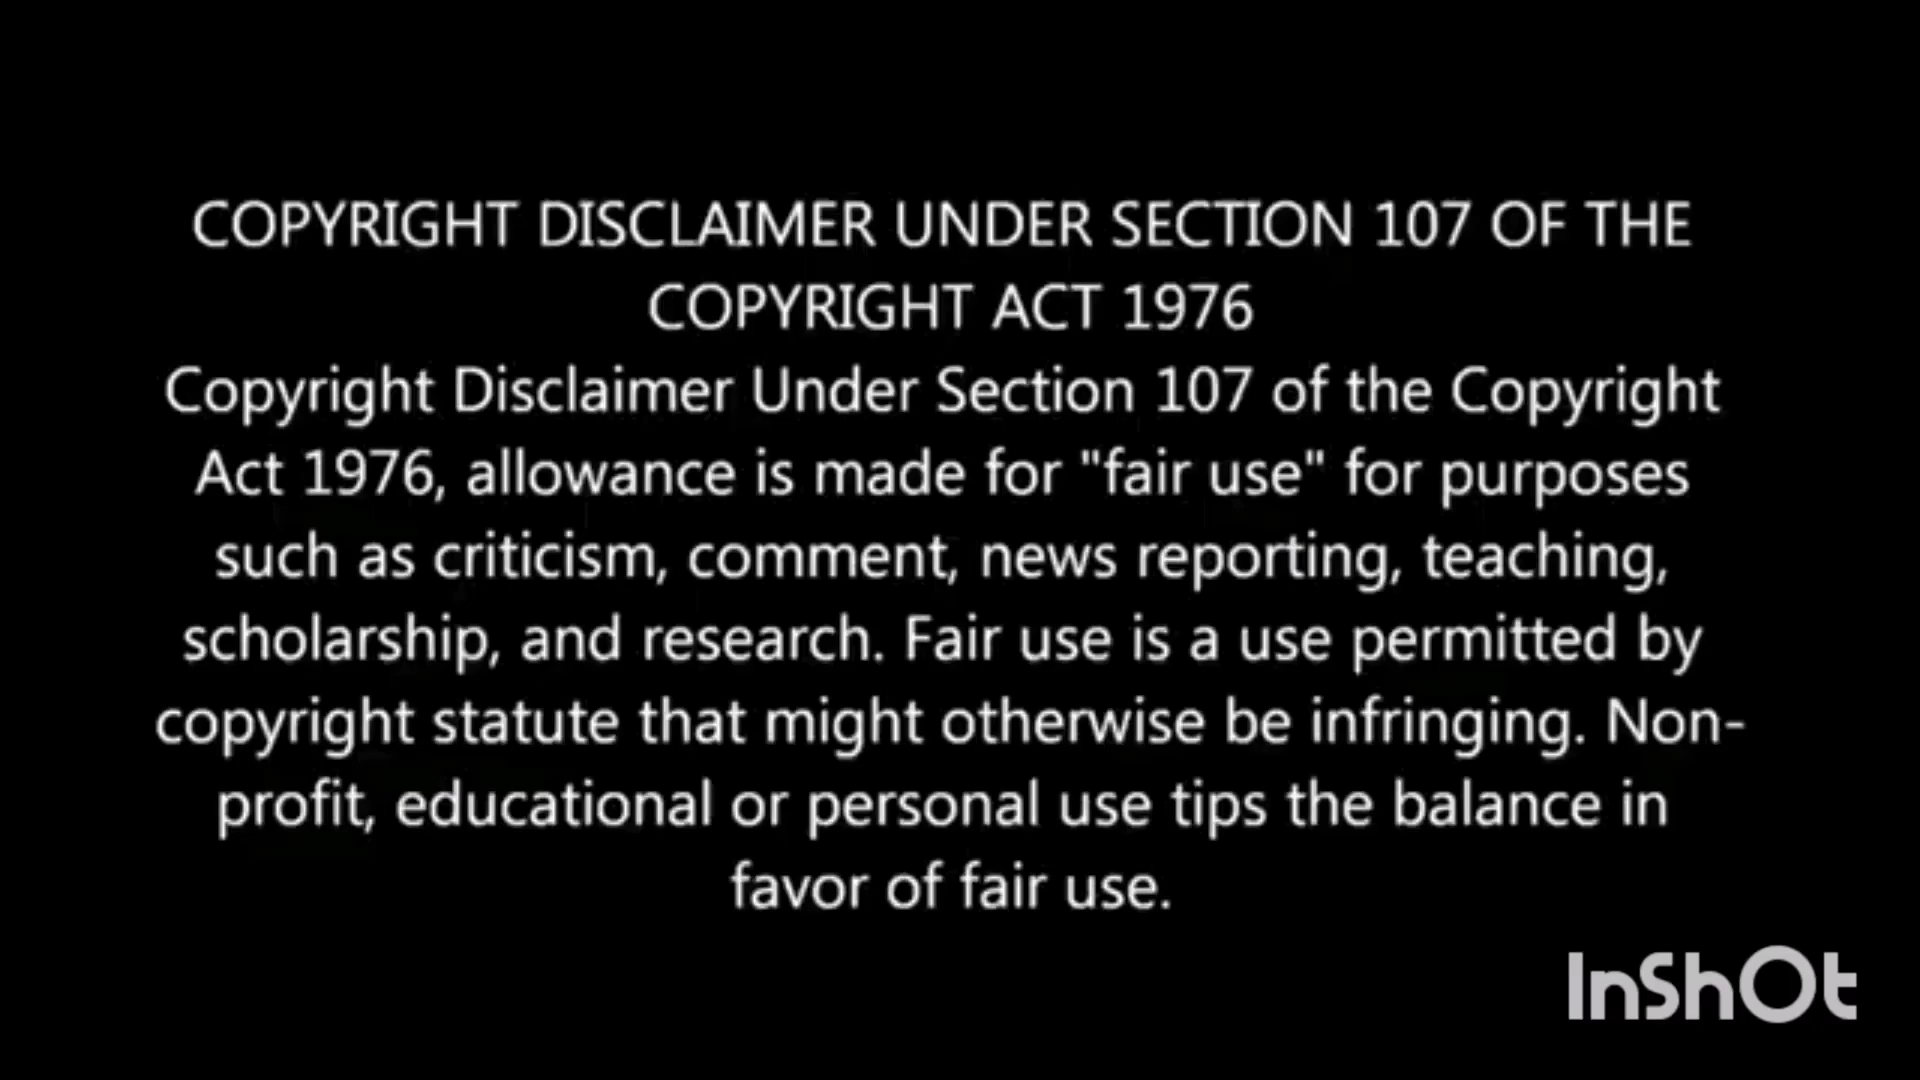 COPYRIGHT DISCLAIMER UNDER SECTION 107 OF THE
COPYRIGHT ACT 1976
Copyright Disclaimer Under Section 107 of the Copyright
Act 1976, allowance is made for "fair use" for purposes
such as criticism, comment, news reporting, teaching,
scholarship, and research. Fair use is a use permitted by
copyright statute that might otherwise be infringing. Non-
profit, educational or personal use tips the balance in
favor of fair use.
InShOt